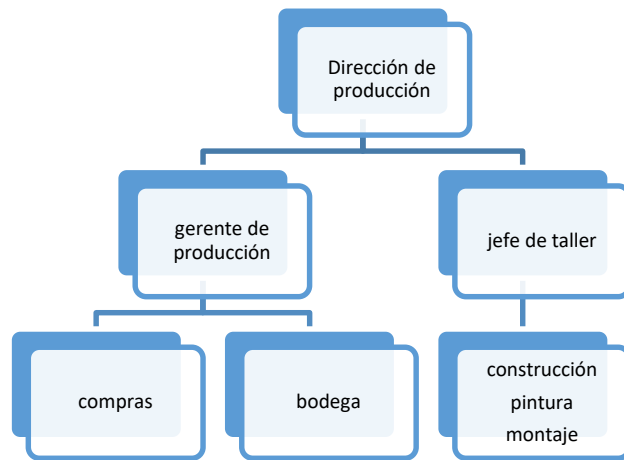 Dirección de
producción
gerente de
producción
jefe de taller
compras
bodega
construcción
pintura
montaje